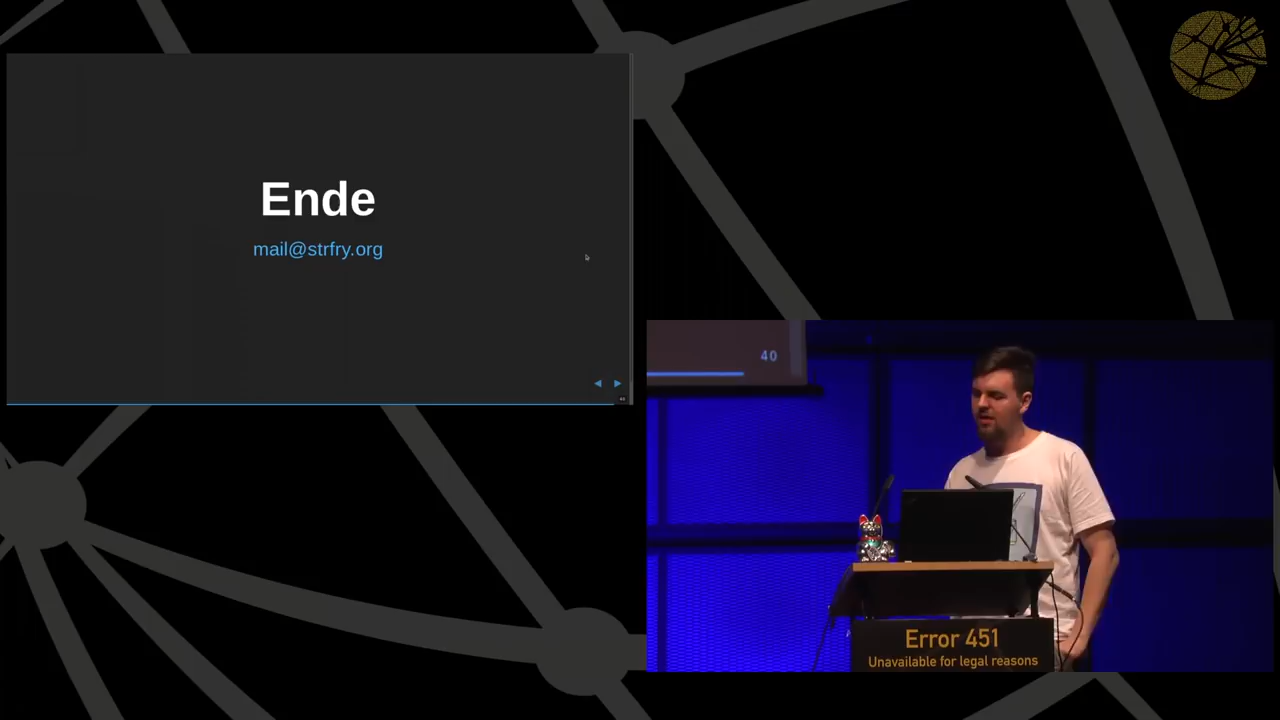 Ende
mail@strfry.org
40
Error 451
Unavailable for legal reasons